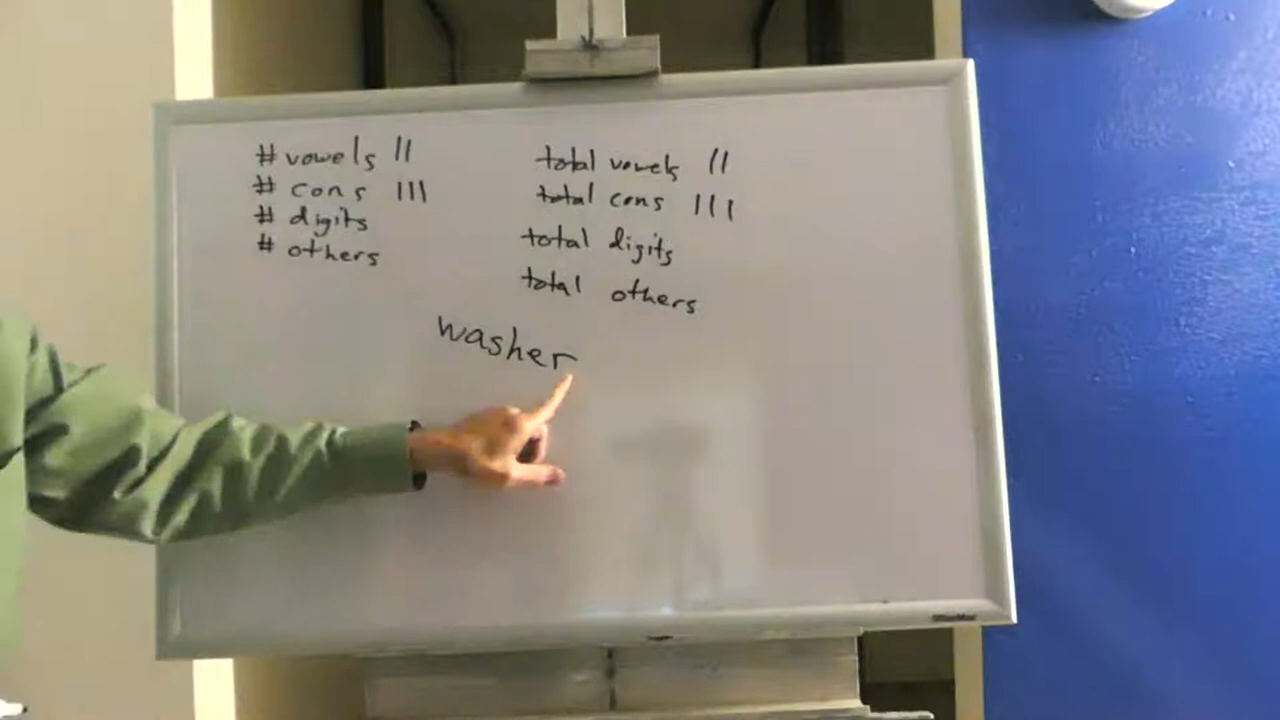 # vowels ||
# cons |||
# digits
# others
total vowels ||
total cons |||
total digits
total others
washer